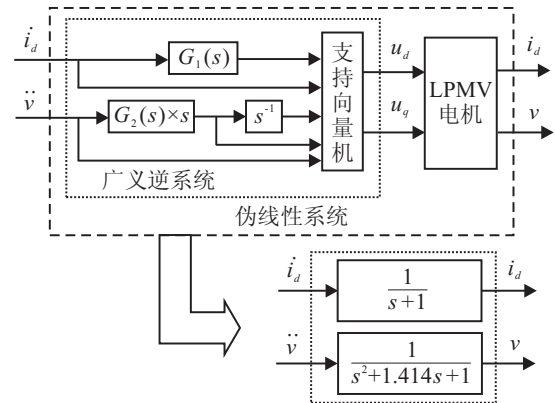 i̇_d
G₁(s)
v̈
G₂(s)×s
s⁻¹
支持向量机
u_d
u_q
LPMV
电机
i_d
v
广义逆系统
伪线性系统
i̇_d
1
s+1
i_d
v̈
1
s²+1.414s+1
v